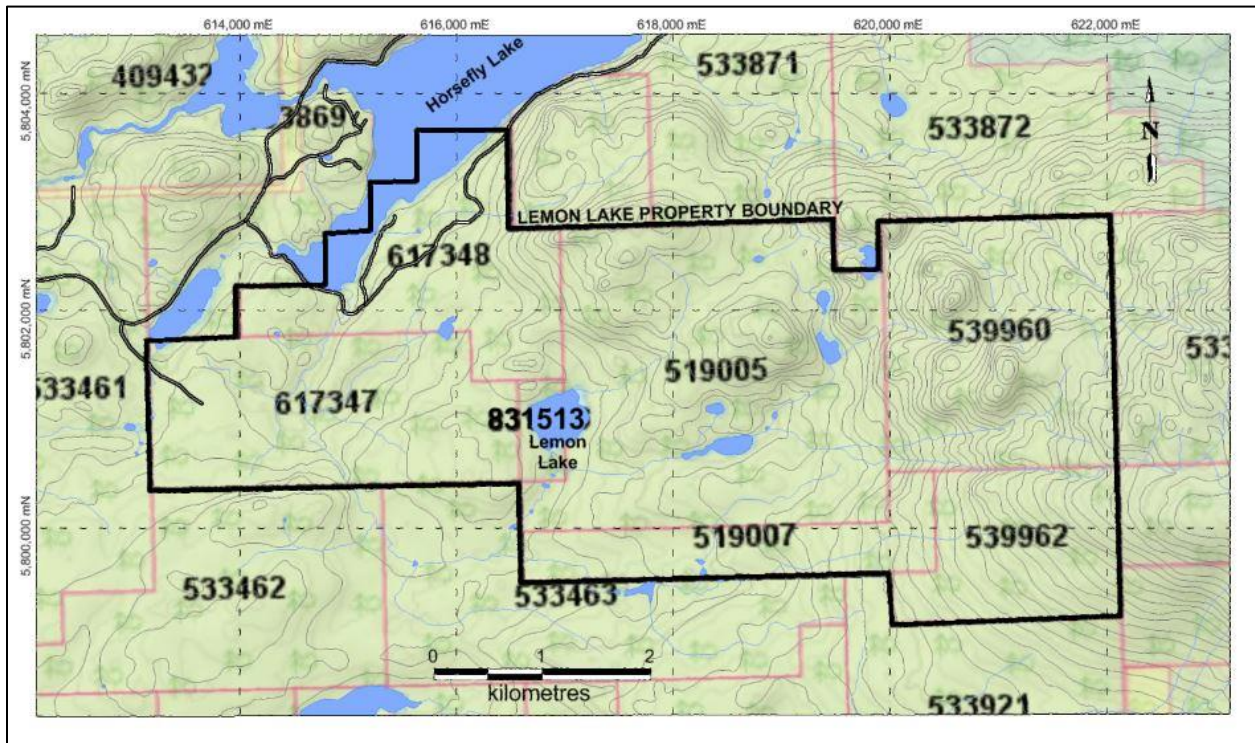 614,000 mE
616,000 mE
618,000 mE
620,000 mE
622,000 mE
5,804,000 mN
5,802,000 mN
5,800,000 mN
409432
Horsefly Lake
533871
3869
533872
N
LEMON LAKE PROPERTY BOUNDARY
617348
539960
533
519005
533461
617347
831513
Lemon
Lake
519007
539962
533462
533463
0 1 2
kilometres
533921